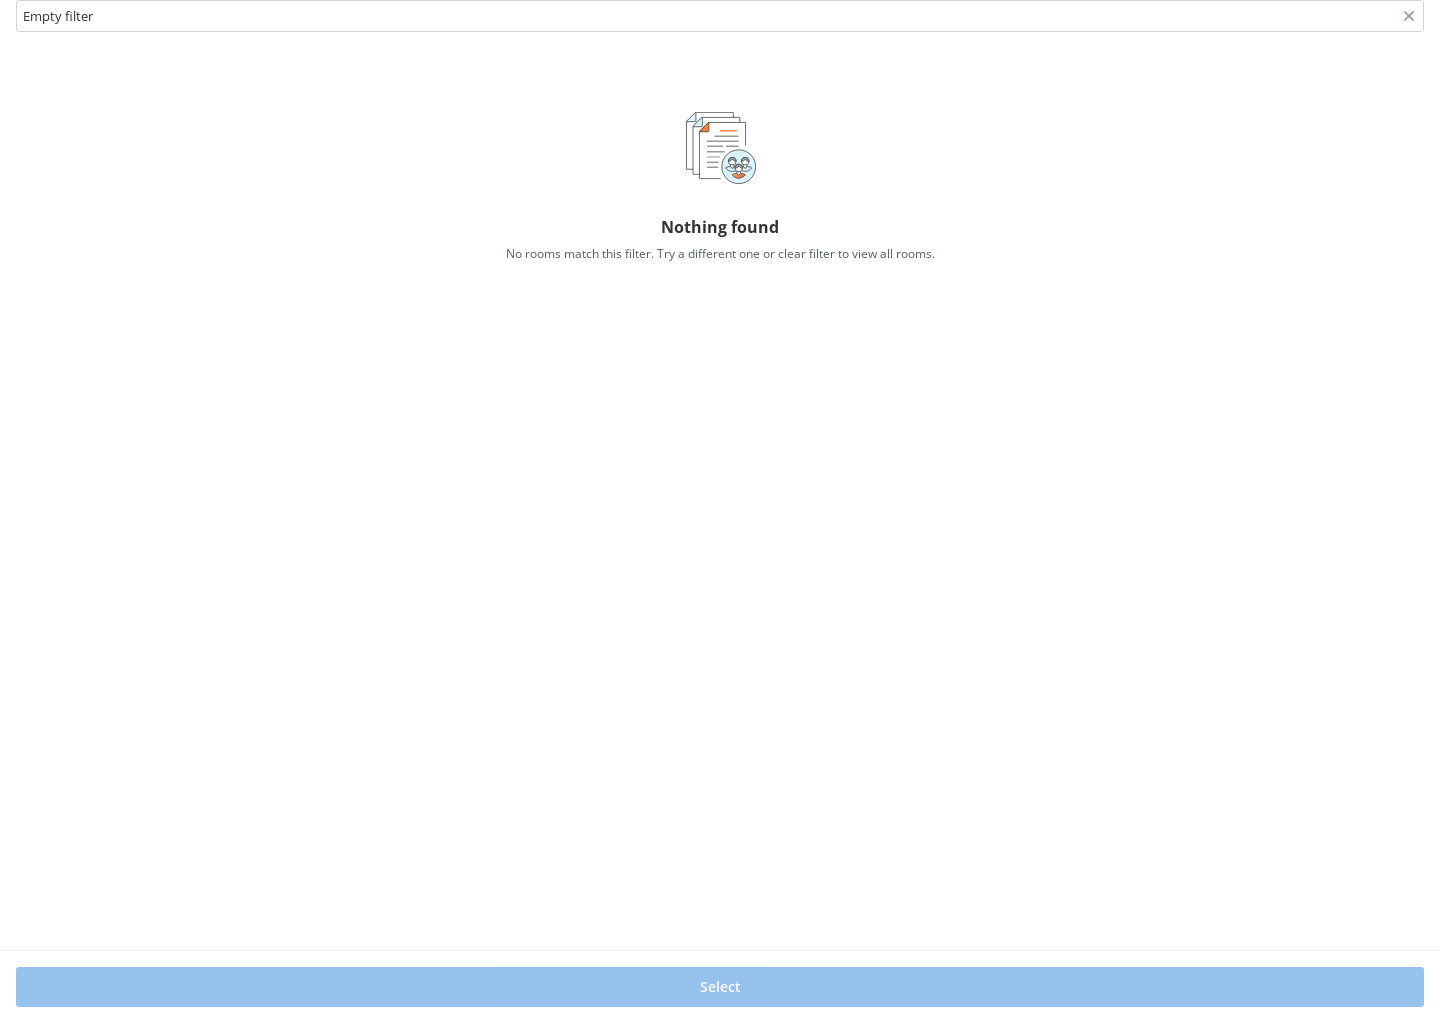 Empty filter
Nothing found
No rooms match this filter. Try a different one or clear filter to view all rooms.
Select